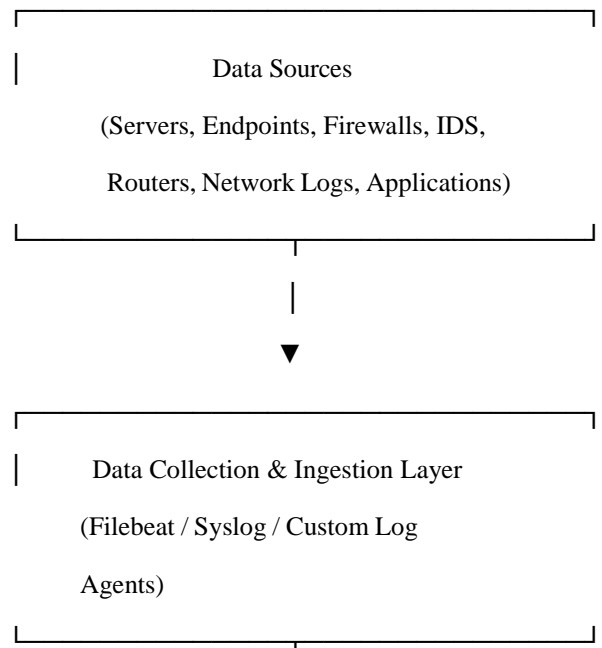 Data Sources
(Servers, Endpoints, Firewalls, IDS,
Routers, Network Logs, Applications)
Data Collection & Ingestion Layer
(Filebeat / Syslog / Custom Log
Agents)